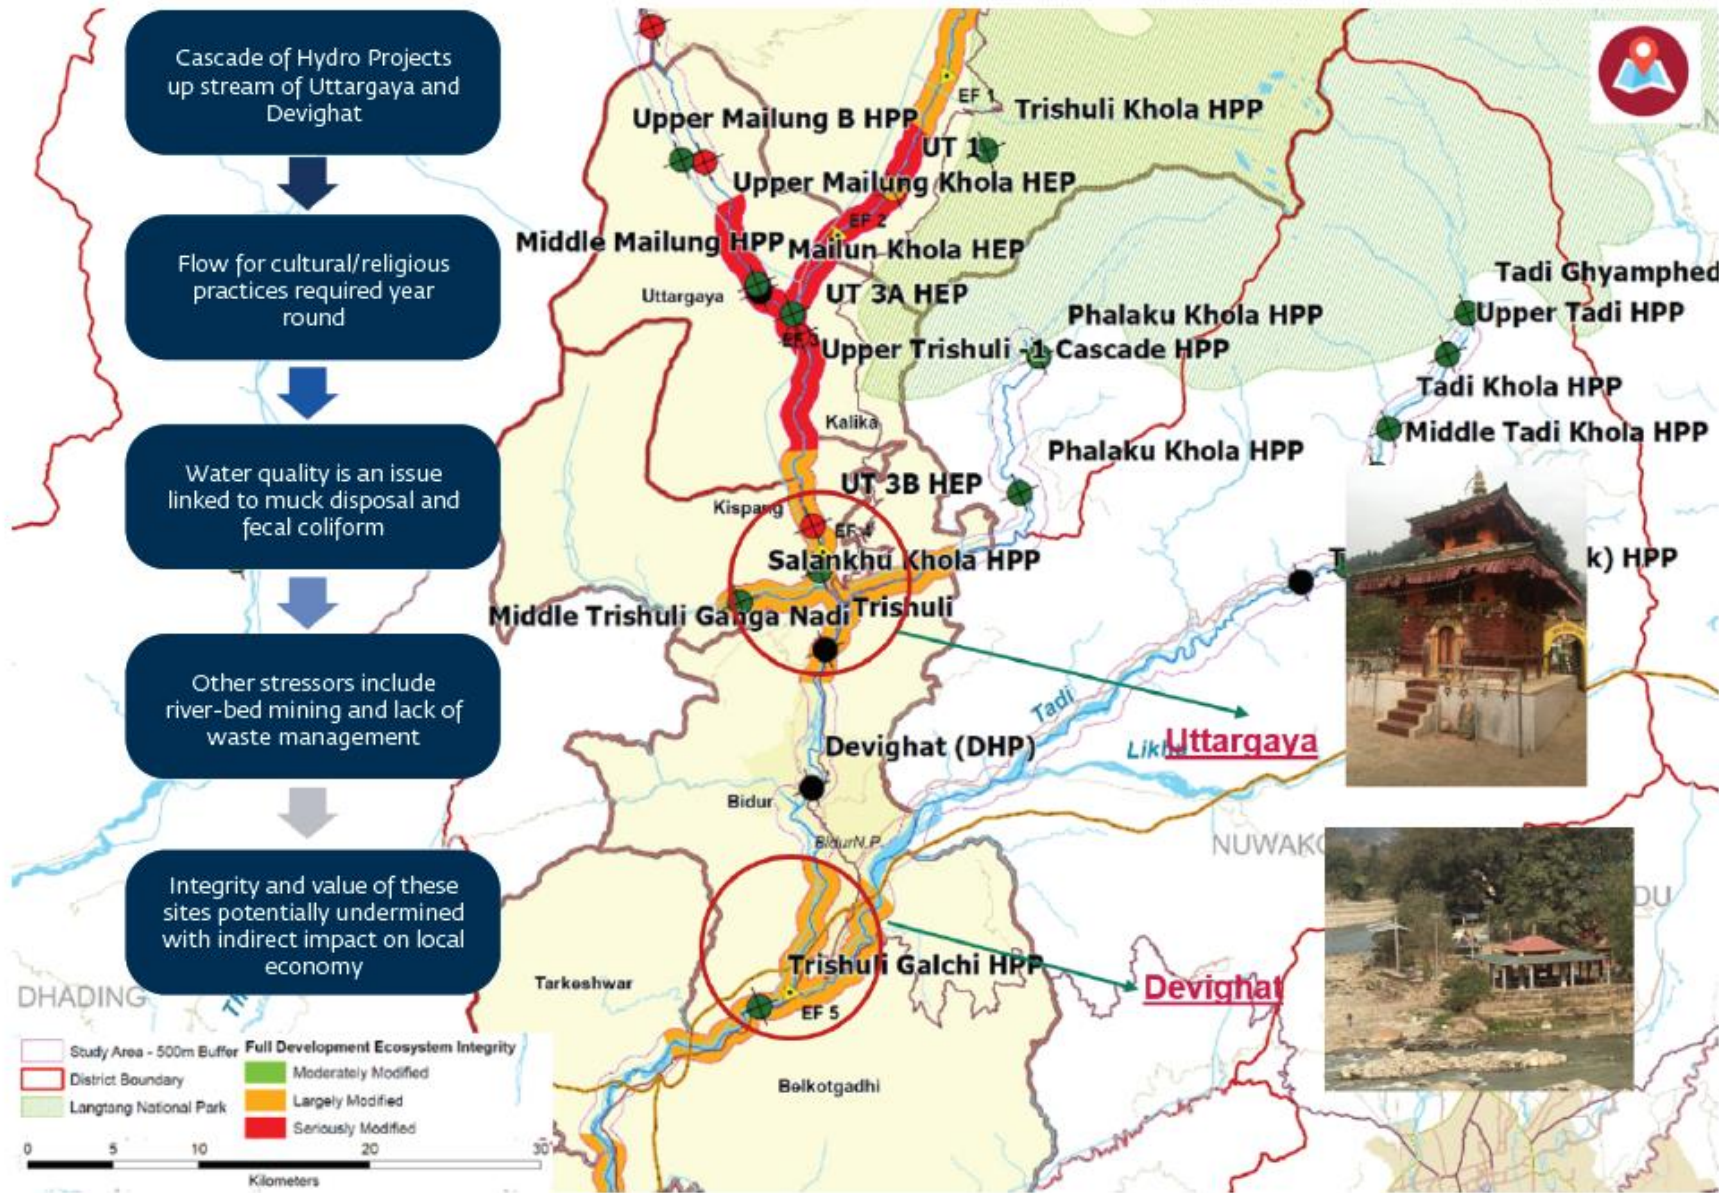 Cascade of Hydro Projects
up stream of Uttargaya and
Devighat
Flow for cultural/religious
practices required year
round
Water quality is an issue
linked to muck disposal and
fecal coliform
Other stressors include
river-bed mining and lack of
waste management
Integrity and value of these
sites potentially undermined
with indirect impact on local
economy
EF 1
Trishuli Khola HPP
Upper Mailung B HPP
UT 1
Upper Mailung Khola HEP
EF 2
Middle Mailung HPP
Mailun Khola HEP
Uttargaya
UT 3A HEP
EF 3
Upper Trishuli -1 Cascade HPP
Phalaku Khola HPP
Tadi Ghyamphed
Upper Tadi HPP
Tadi Khola HPP
Middle Tadi Khola HPP
Kalika
Phalaku Khola HPP
UT 3B HEP
Kispang
EF 4
Salankhu Khola HPP
k) HPP
Middle Trishuli Ganga Nadi
Trishuli
Tadi
Uttargaya
Devighat (DHP)
Bidur
BidurN.P.
NUWAKO
DU
Trishuli Galchi HPP
Devighat
Tarkeshwar
EF 5
Belkotgadhi
DHADING
Study Area - 500m Buffer
District Boundary
Langtang National Park
Full Development Ecosystem Integrity
Moderately Modified
Largely Modified
Seriously Modified
0 5 10 20 30
Kilometers